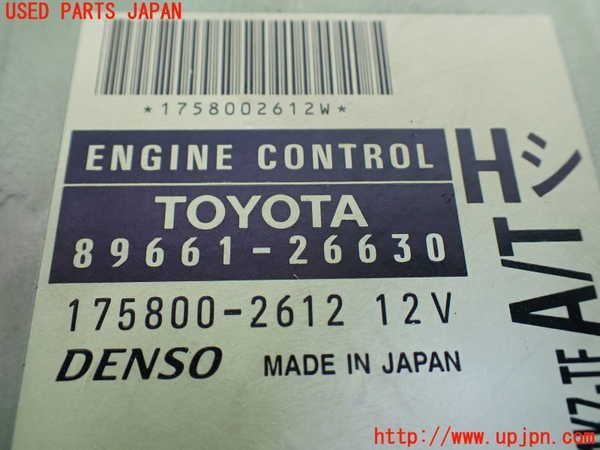 USED PARTS JAPAN
*1758002612W*
ENGINE CONTROL
TOYOTA
89661-26630
175800-2612 12V
DENSO MADE IN JAPAN
Hシ
A/T
http://www.upjpn.com/